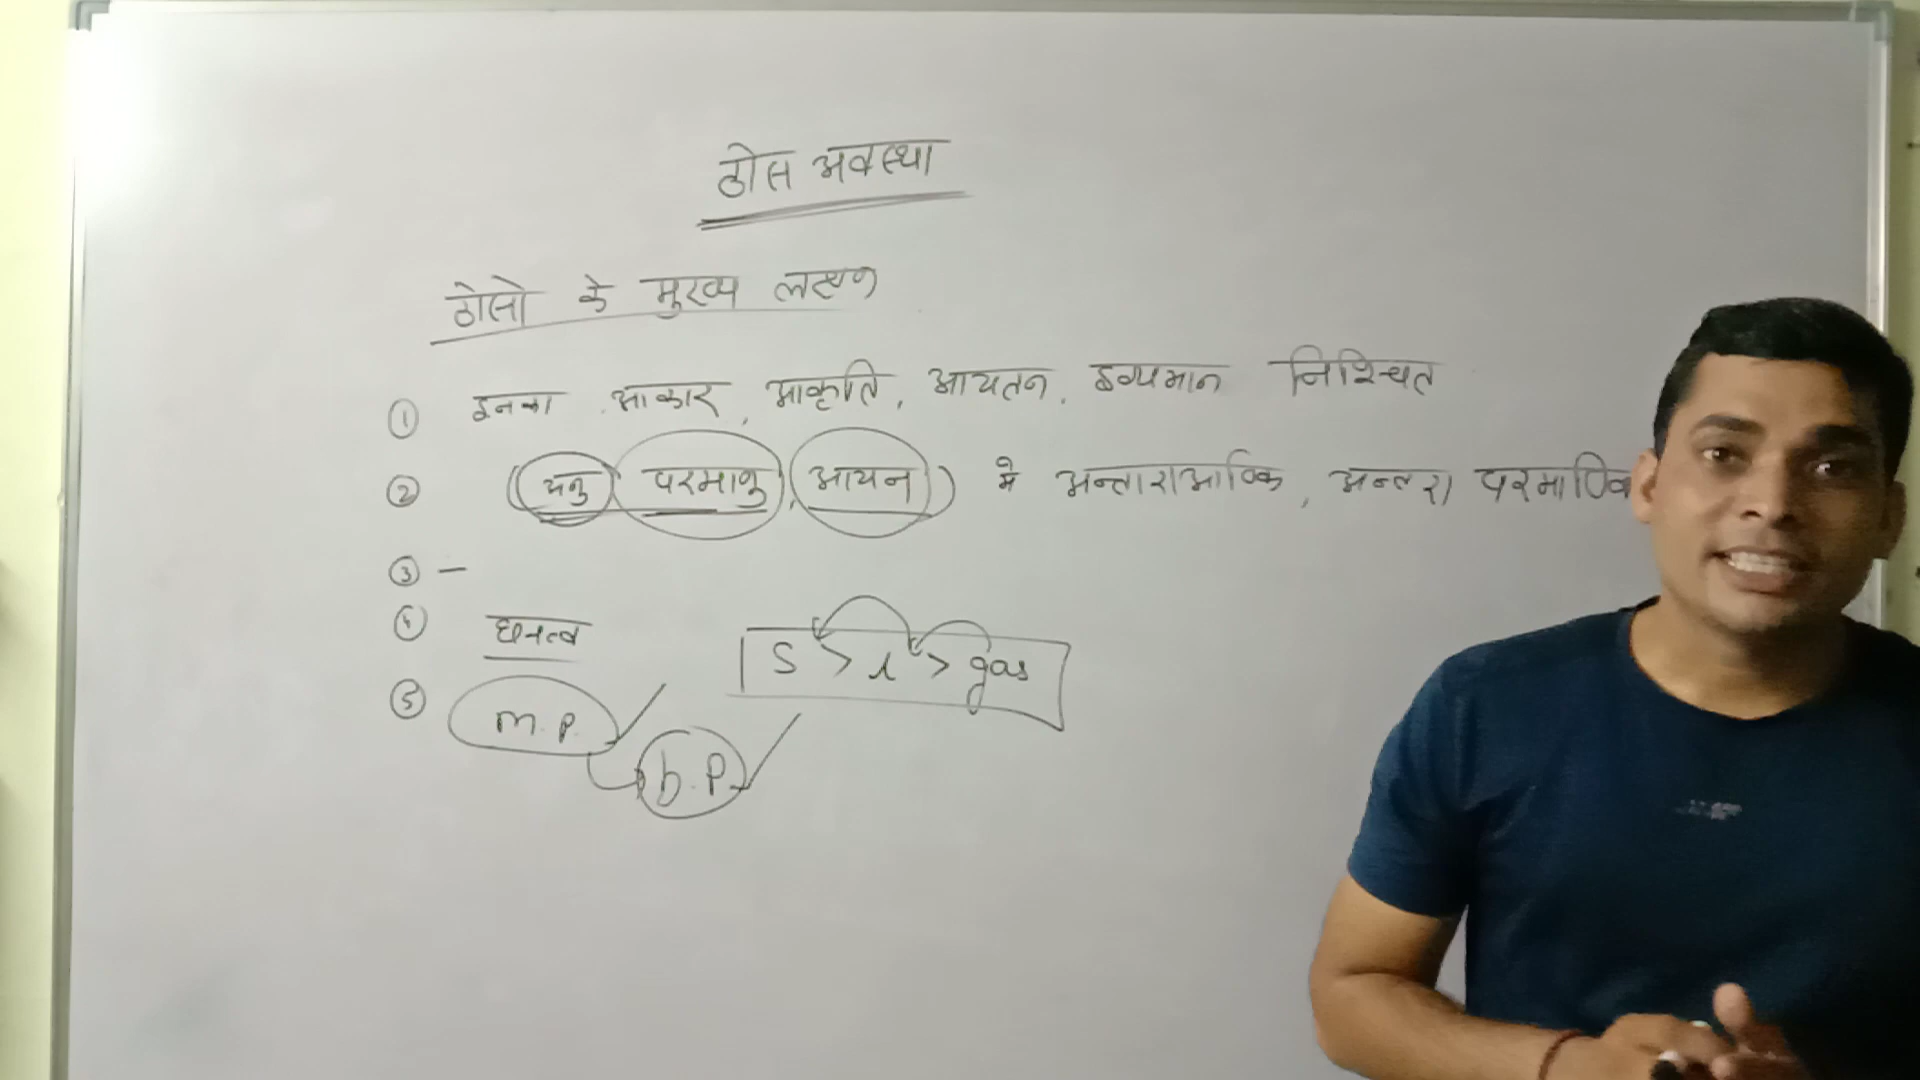 ठोस अवस्था
ठोसो के मुख्य लक्षण
① इनका आकार, आकृति, आयतन, द्रव्यमान निश्चित
② (अनु परमाणु, आयन) मे अन्तराआण्विक, अन्तरा परमाण्विक
③ —
④ घनत्व S > l > gas
⑤ m.p.
b.p.